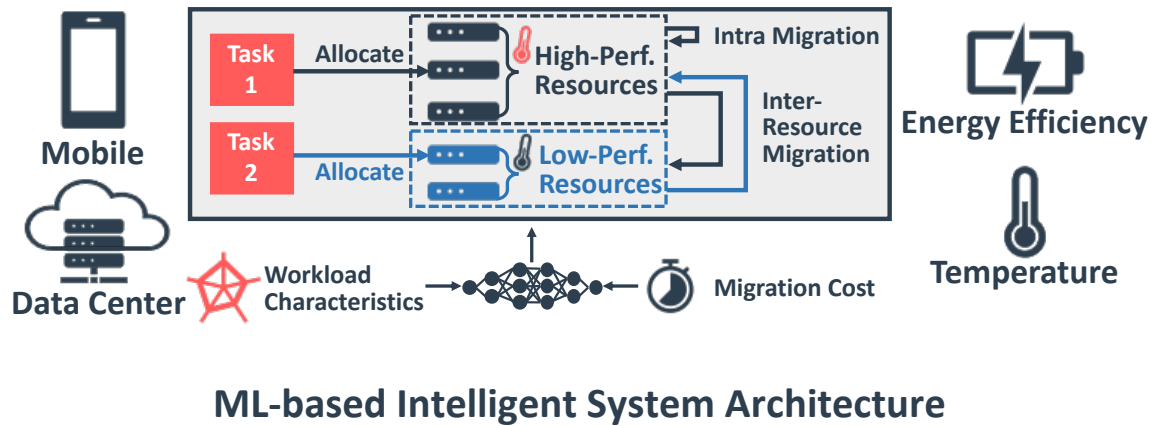 Mobile
Data Center
Task
1
Allocate
Task
2
Allocate
High-Perf.
Resources
Low-Perf.
Resources
Intra Migration
Inter-
Resource
Migration
Workload
Characteristics
Migration Cost
Energy Efficiency
Temperature
ML-based Intelligent System Architecture